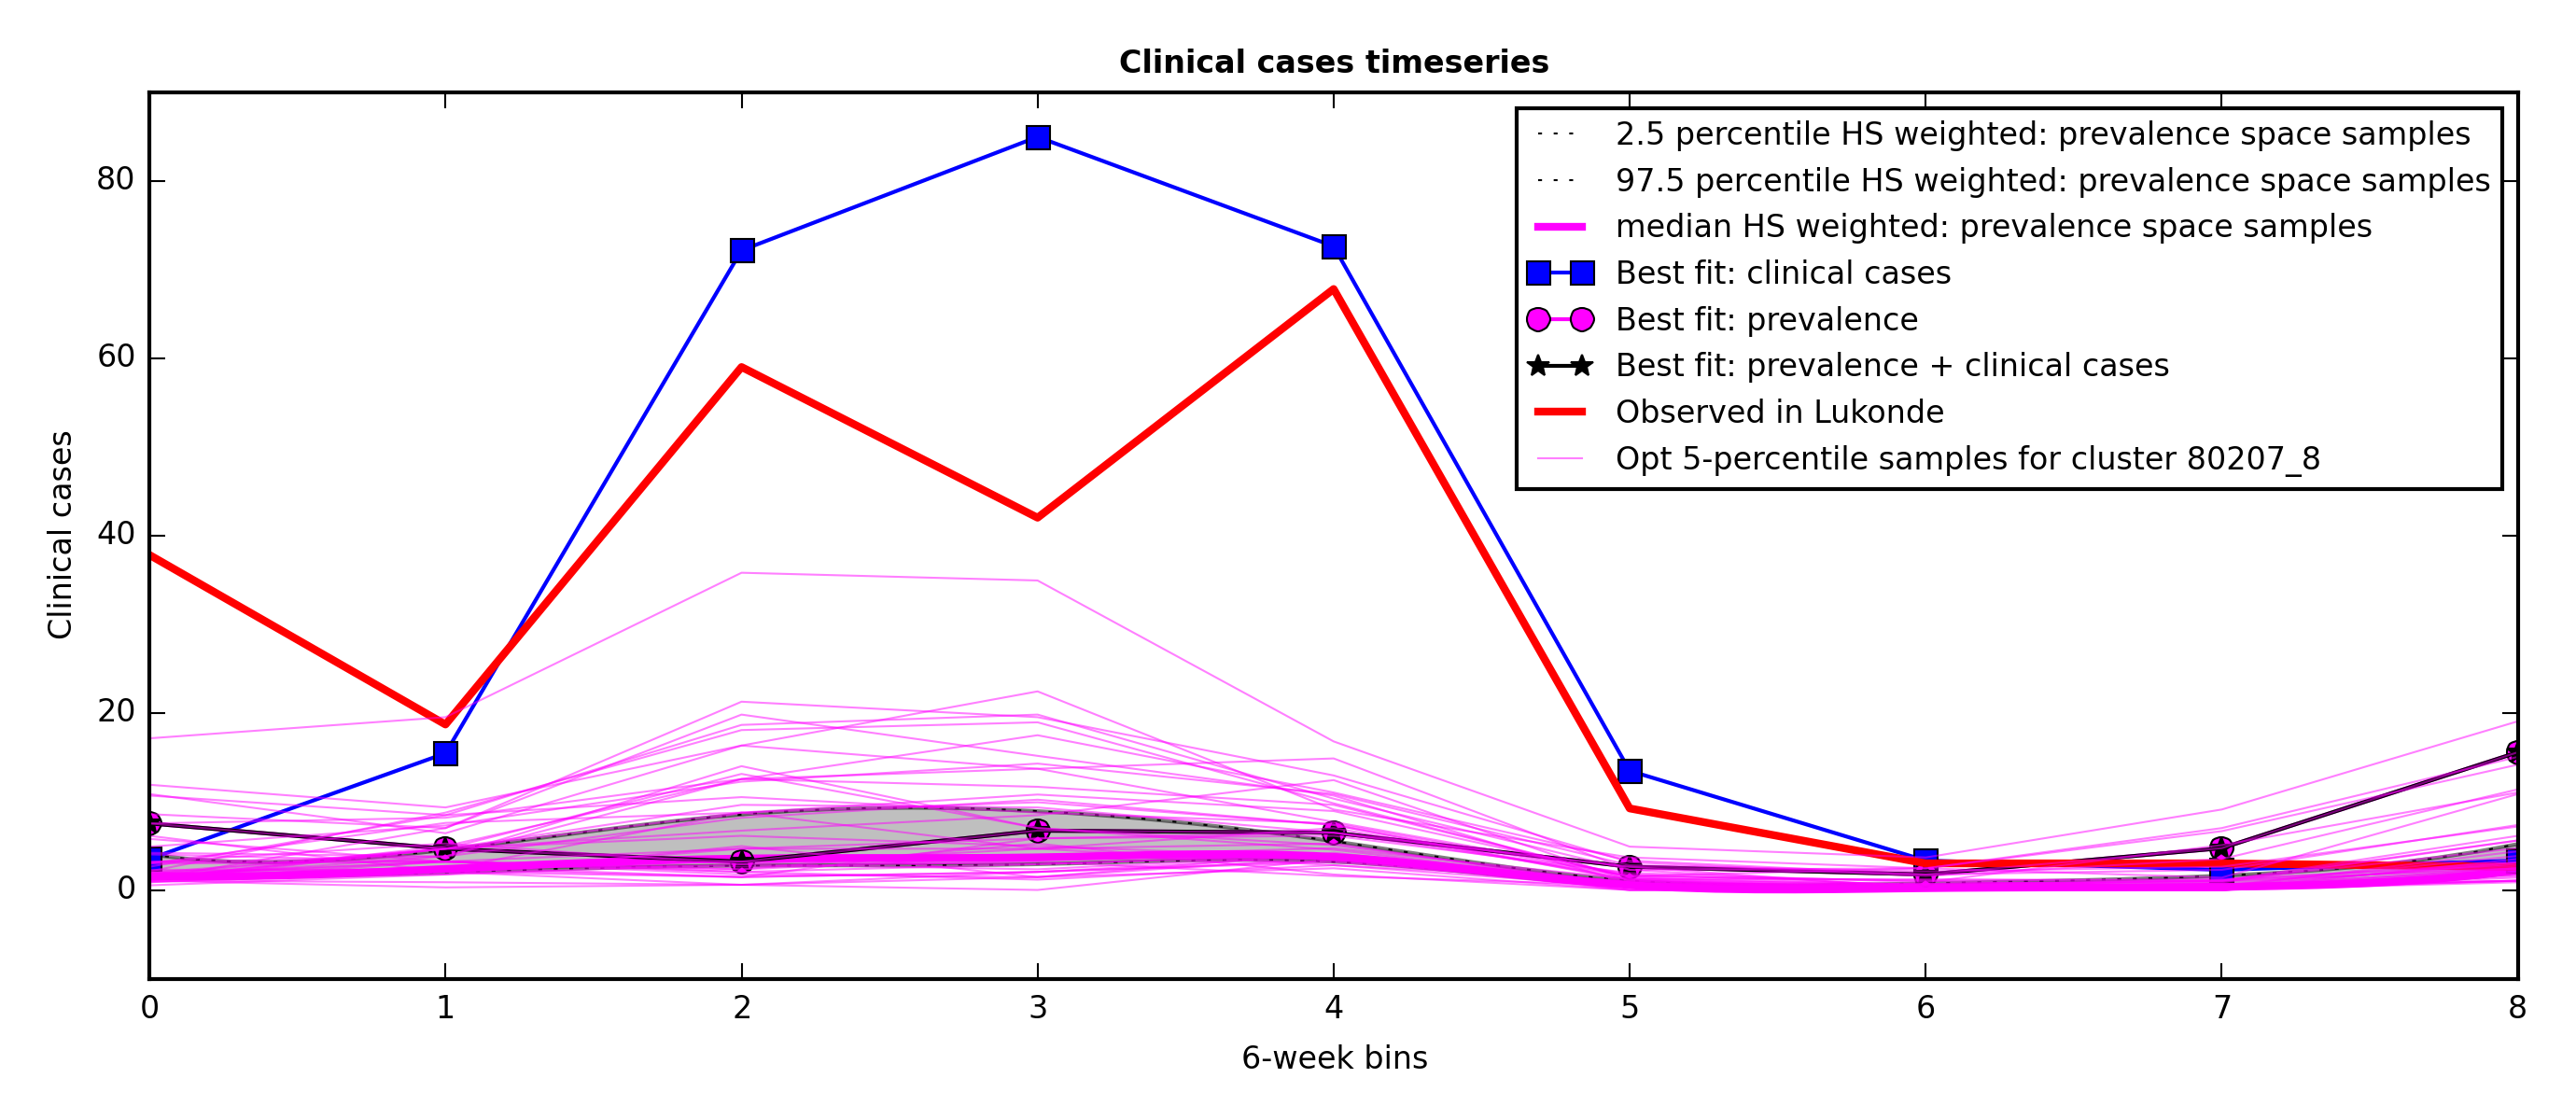 Clinical cases timeseries
2.5 percentile HS weighted: prevalence space samples
97.5 percentile HS weighted: prevalence space samples
median HS weighted: prevalence space samples
Best fit: clinical cases
Best fit: prevalence
Best fit: prevalence + clinical cases
Observed in Lukonde
Opt 5-percentile samples for cluster 80207_8
Clinical cases
80
60
40
20
0
0 1 2 3 4 5 6 7 8
6-week bins